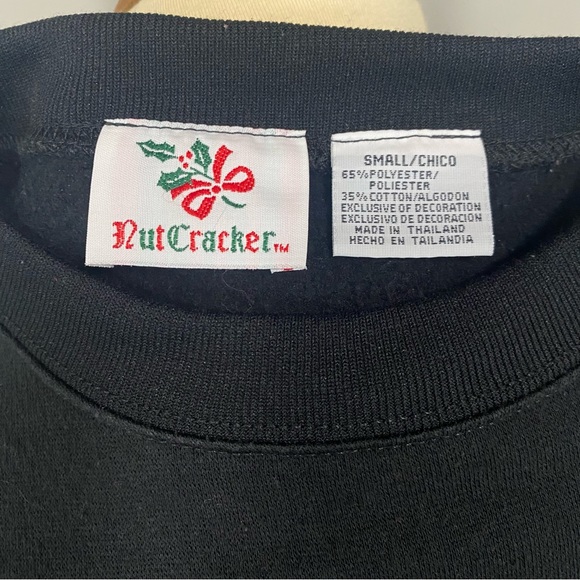 NutCracker™
SMALL/CHICO
65% POLYESTER/
POLIESTER
35% COTTON/ALGODON
EXCLUSIVE OF DECORATION
EXCLUSIVO DE DECORACION
MADE IN THAILAND
HECHO EN TAILANDIA